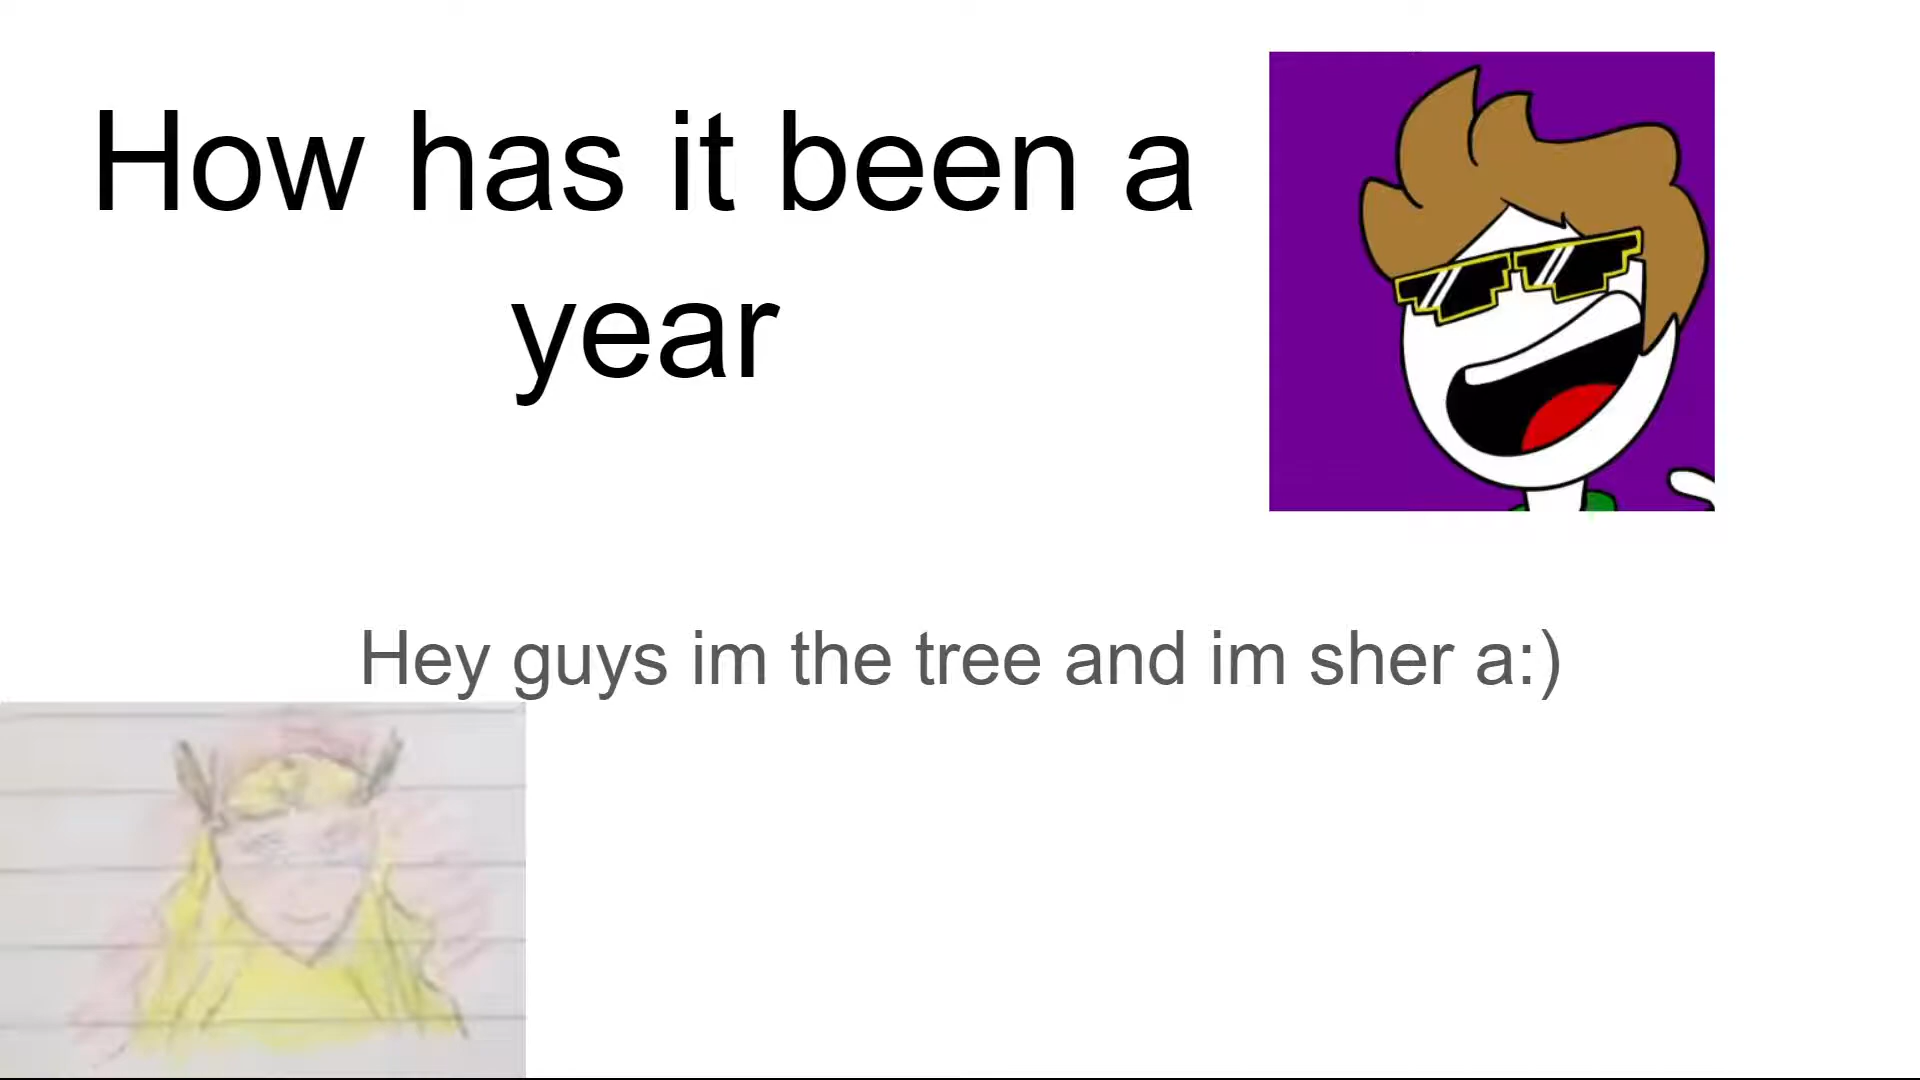 How has it been a
year
Hey guys im the tree and im sher a:)